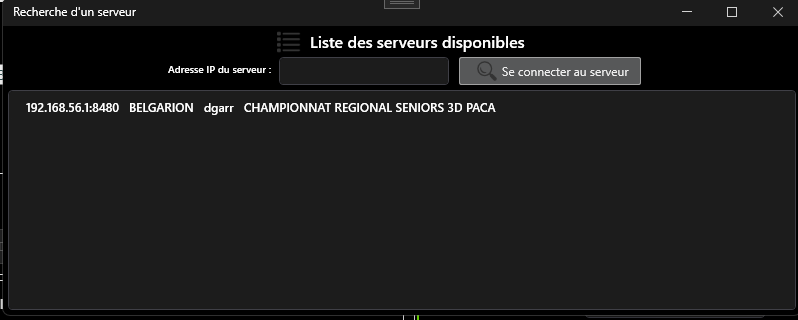 Recherche d'un serveur
Liste des serveurs disponibles
Adresse IP du serveur :
Se connecter au serveur
192.168.56.1:8480 BELGARION dgarr CHAMPIONNAT REGIONAL SENIORS 3D PACA